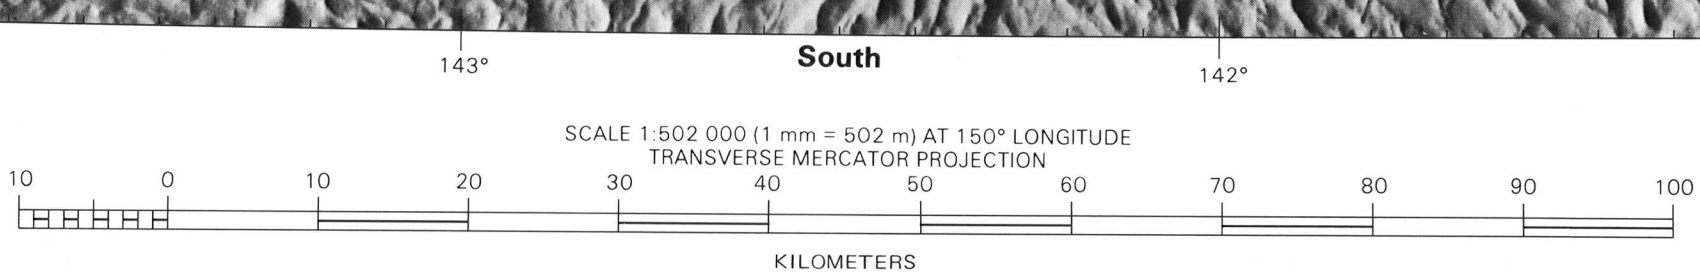 South
143° 142°
SCALE 1:502 000 (1 mm = 502 m) AT 150° LONGITUDE
TRANSVERSE MERCATOR PROJECTION
10 0 10 20 30 40 50 60 70 80 90 100
KILOMETERS